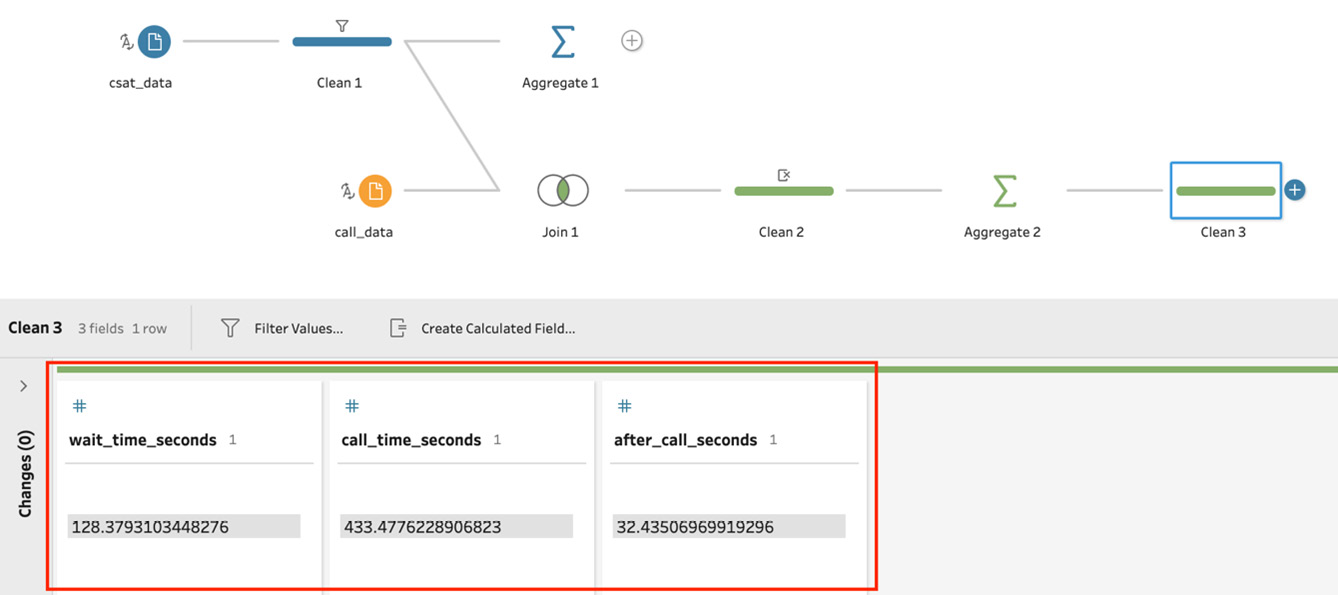 csat_data
Clean 1
Aggregate 1
call_data
Join 1
Clean 2
Aggregate 2
Clean 3
Clean 3 3 fields 1 row Filter Values... Create Calculated Field...
Changes (0)
wait_time_seconds 1
128.3793103448276
call_time_seconds 1
433.4776228906823
after_call_seconds 1
32.43506969919296